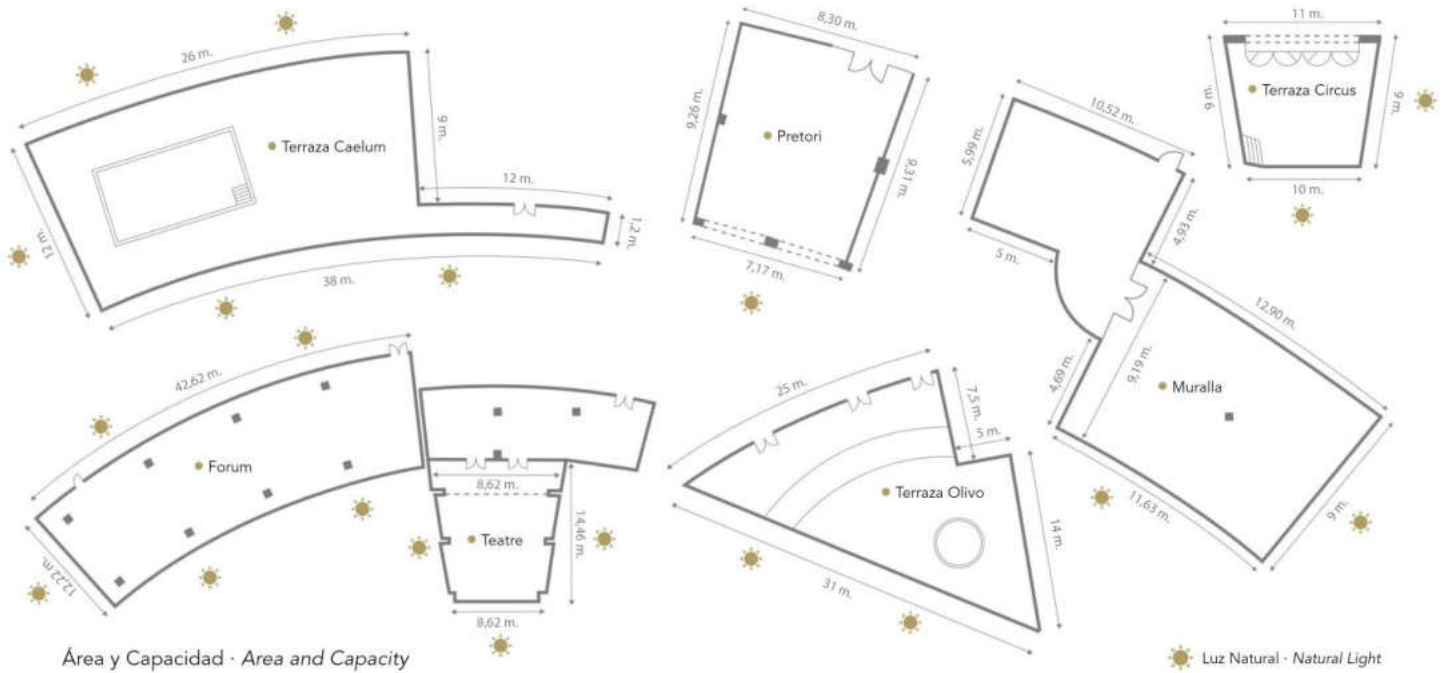 26 m.
9 m.
Terraza Caelum
12 m.
1,2 m.
12 m.
38 m.
8,30 m.
9,26 m.
Pretori
9,31 m.
7,17 m.
10,52 m.
5,99 m.
4,93 m.
5 m.
12,90 m.
9,19 m.
4,69 m.
Muralla
11,63 m.
9 m.
11 m.
9 m.
Terraza Circus
9 m.
10 m.
42,62 m.
Forum
12,22 m.
8,62 m.
14,46 m.
Teatre
8,62 m.
25 m.
7,5 m.
5 m.
Terraza Olivo
14 m.
31 m.
Área y Capacidad · Area and Capacity
Luz Natural · Natural Light